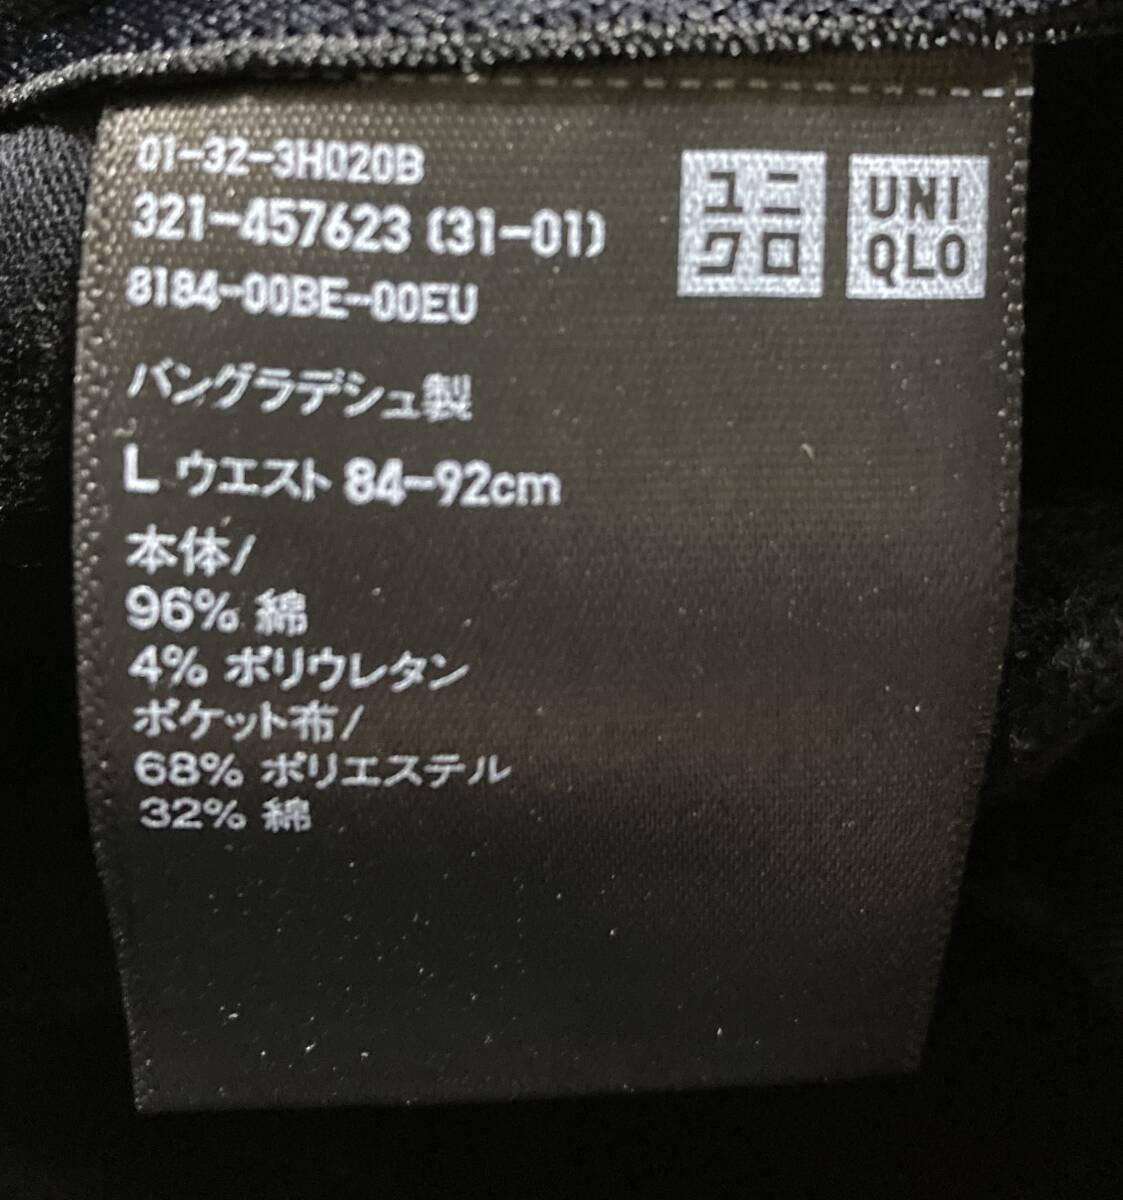 01-32-3H020B
321-457623 (31-01)
8184-00BE-00EU
ユニ
クロ
UNI
QLO
バングラデシュ製
L ウエスト 84-92cm
本体/
96% 綿
4% ポリウレタン
ポケット布/
68% ポリエステル
32% 綿